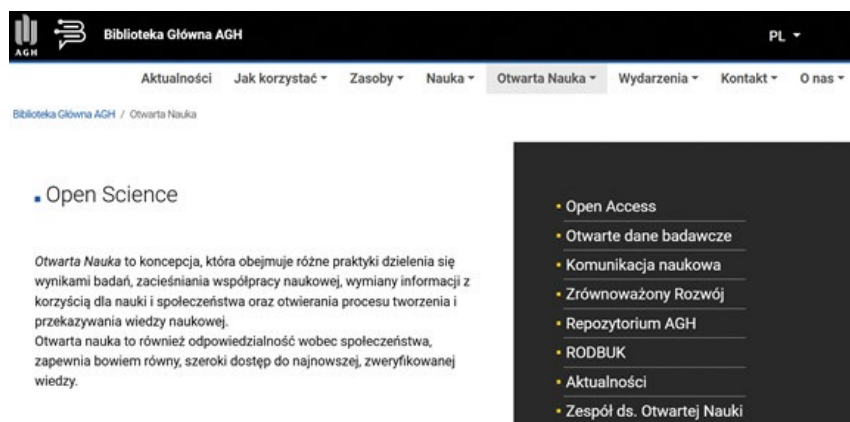 AGH
Biblioteka Główna AGH
PL
Aktualności Jak korzystać Zasoby Nauka Otwarta Nauka Wydarzenia Kontakt O nas
Biblioteka Główna AGH / Otwarta Nauka
Open Science
Otwarta Nauka to koncepcja, która obejmuje różne praktyki dzielenia się
wynikami badań, zacieśniania współpracy naukowej, wymiany informacji z
korzyścią dla nauki i społeczeństwa oraz otwierania procesu tworzenia i
przekazywania wiedzy naukowej.
Otwarta nauka to również odpowiedzialność wobec społeczeństwa,
zapewnia bowiem równy, szeroki dostęp do najnowszej, zweryfikowanej
wiedzy.
Open Access
Otwarte dane badawcze
Komunikacja naukowa
Zrównoważony Rozwój
Repozytorium AGH
RODBUK
Aktualności
Zespół ds. Otwartej Nauki